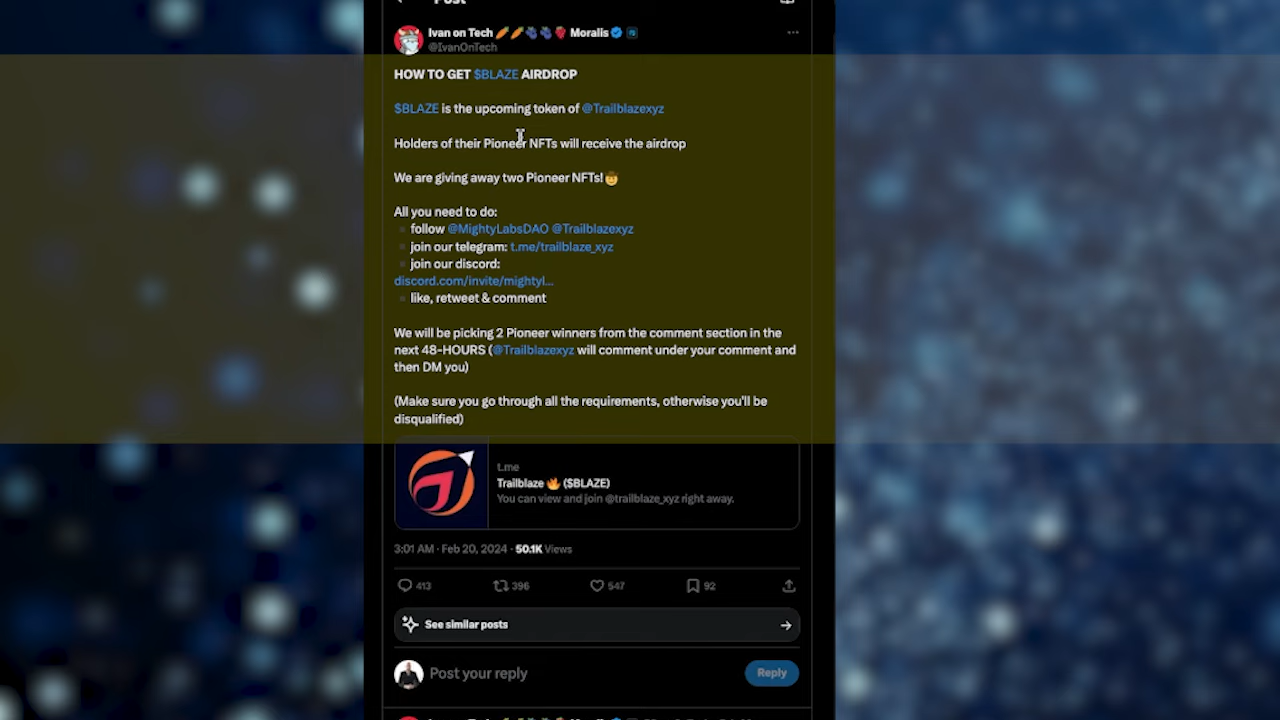 Post
Ivan on Tech 🥕🥕🍇🍇🍓 Moralis
@IvanOnTech
HOW TO GET $BLAZE AIRDROP
$BLAZE is the upcoming token of @Trailblazexyz
Holders of their Pioneer NFTs will receive the airdrop
We are giving away two Pioneer NFTs!🤠
All you need to do:
▪ follow @MightyLabsDAO @Trailblazexyz
▪ join our telegram: t.me/trailblaze_xyz
▪ join our discord:
discord.com/invite/mightyl…
▪ like, retweet & comment
We will be picking 2 Pioneer winners from the comment section in the
next 48-HOURS (@Trailblazexyz will comment under your comment and
then DM you)
(Make sure you go through all the requirements, otherwise you'll be
disqualified)
t.me
Trailblaze 🔥 ($BLAZE)
You can view and join @trailblaze_xyz right away.
3:01 AM · Feb 20, 2024 · 50.1K Views
413 396 547 92
See similar posts →
Post your reply
Reply